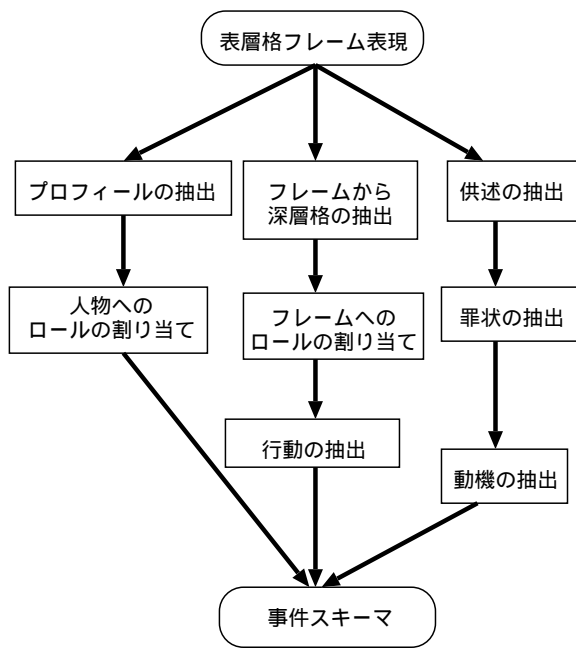 表層格フレーム表現
プロフィールの抽出
フレームから
深層格の抽出
供述の抽出
人物への
ロールの割り当て
フレームへの
ロールの割り当て
罪状の抽出
行動の抽出
動機の抽出
事件スキーマ